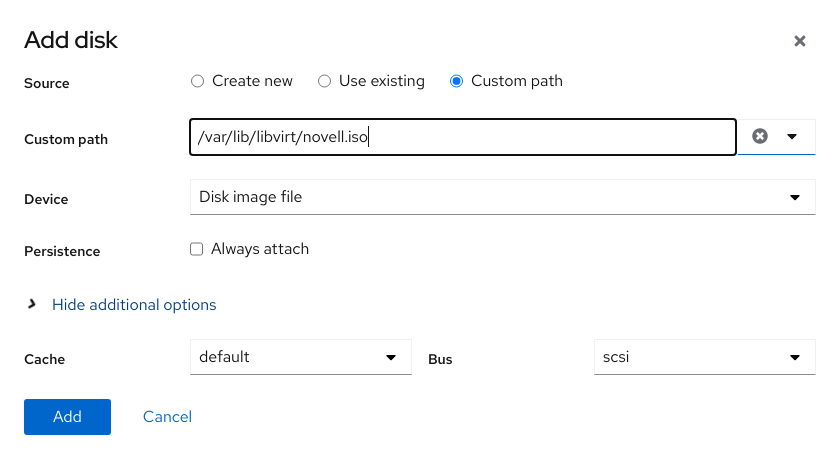 Add disk
Source Create new Use existing Custom path
Custom path /var/lib/libvirt/novell.iso
Device Disk image file
Persistence Always attach
Hide additional options
Cache default Bus scsi
Add Cancel